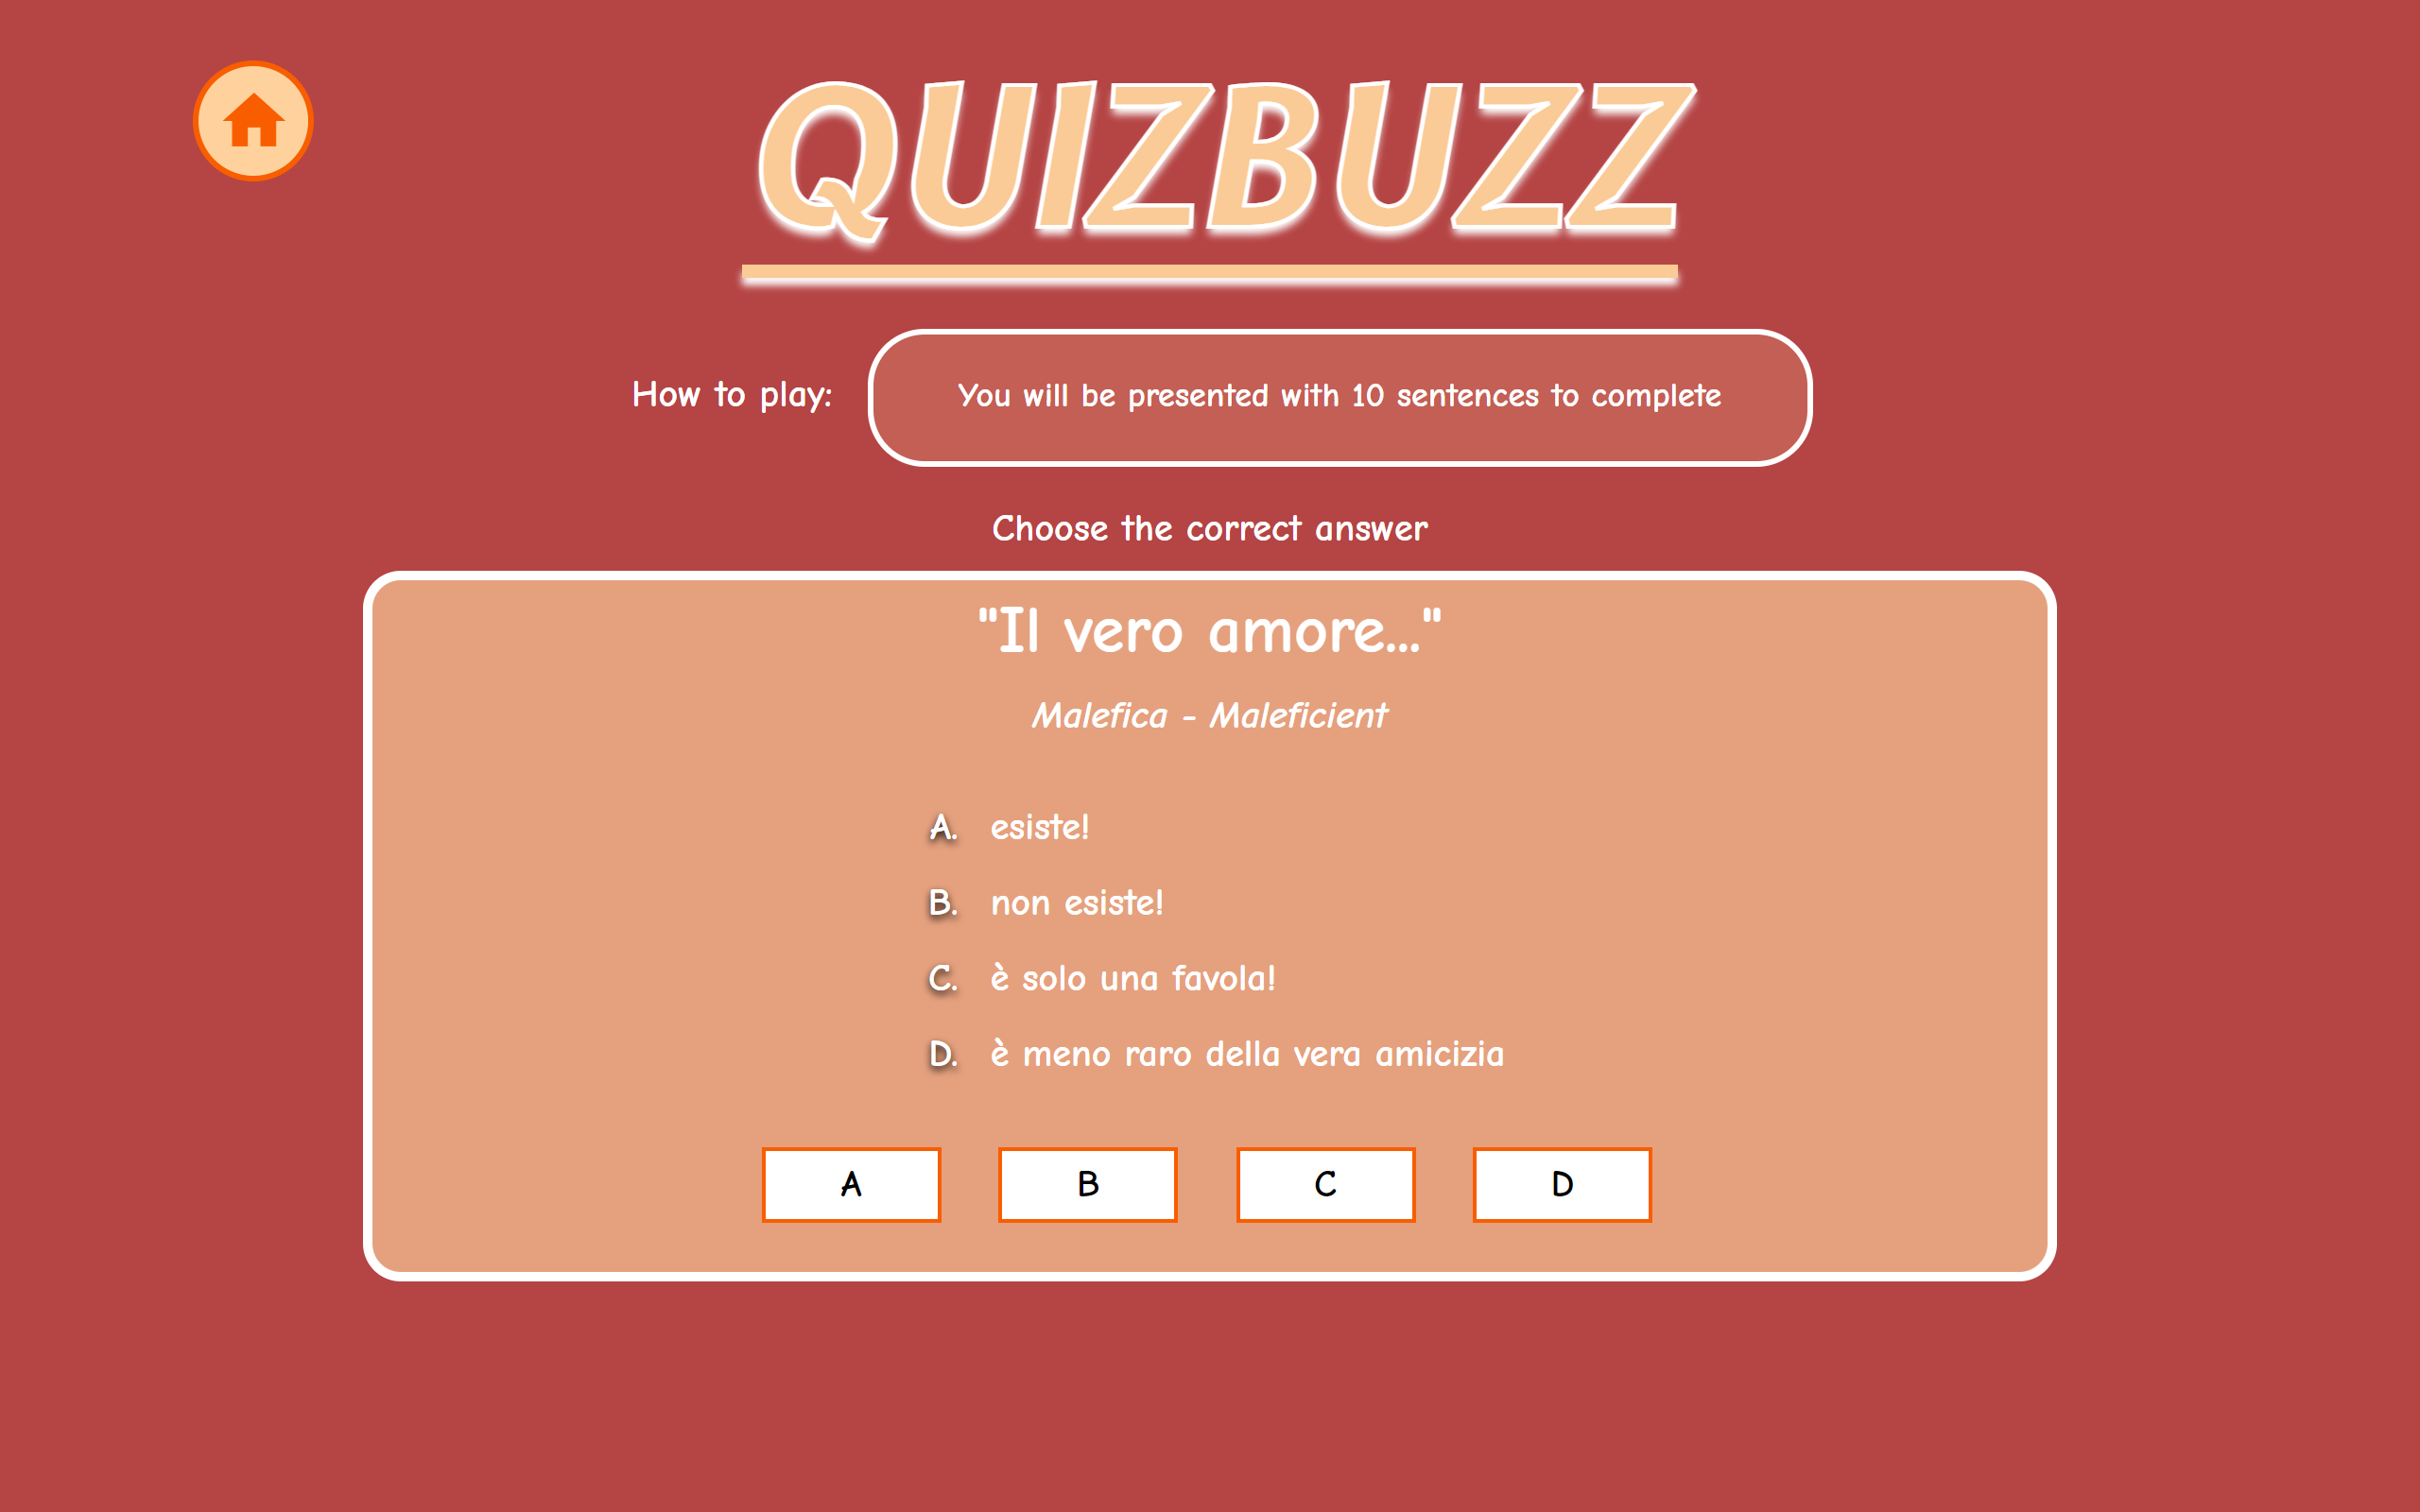 QUIZBUZZ
How to play:
You will be presented with 10 sentences to complete
Choose the correct answer
"Il vero amore..."
Malefica - Maleficient
A. esiste!
B. non esiste!
C. è solo una favola!
D. è meno raro della vera amicizia
A
B
C
D